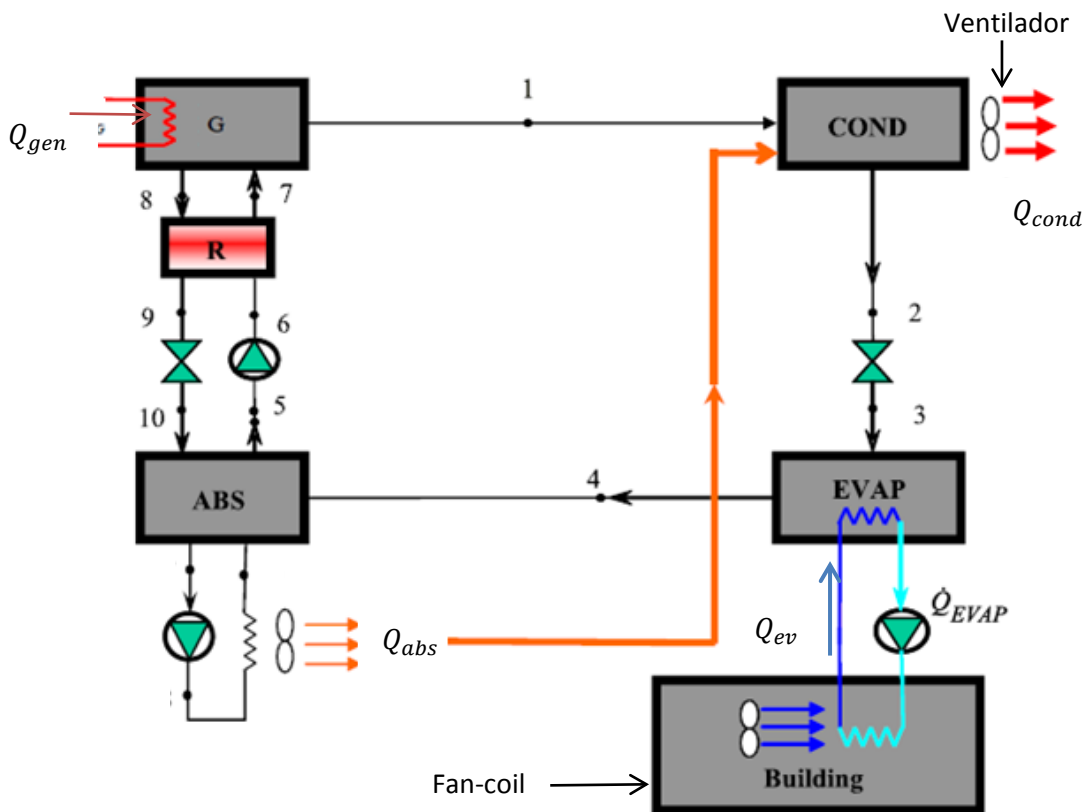 Ventilador
1
G
COND
Q_gen
8
7
Q_cond
R
9
6
2
10
5
3
4
EVAP
ABS
Q̇_EVAP
Q_abs
Q_ev
Fan-coil
Building